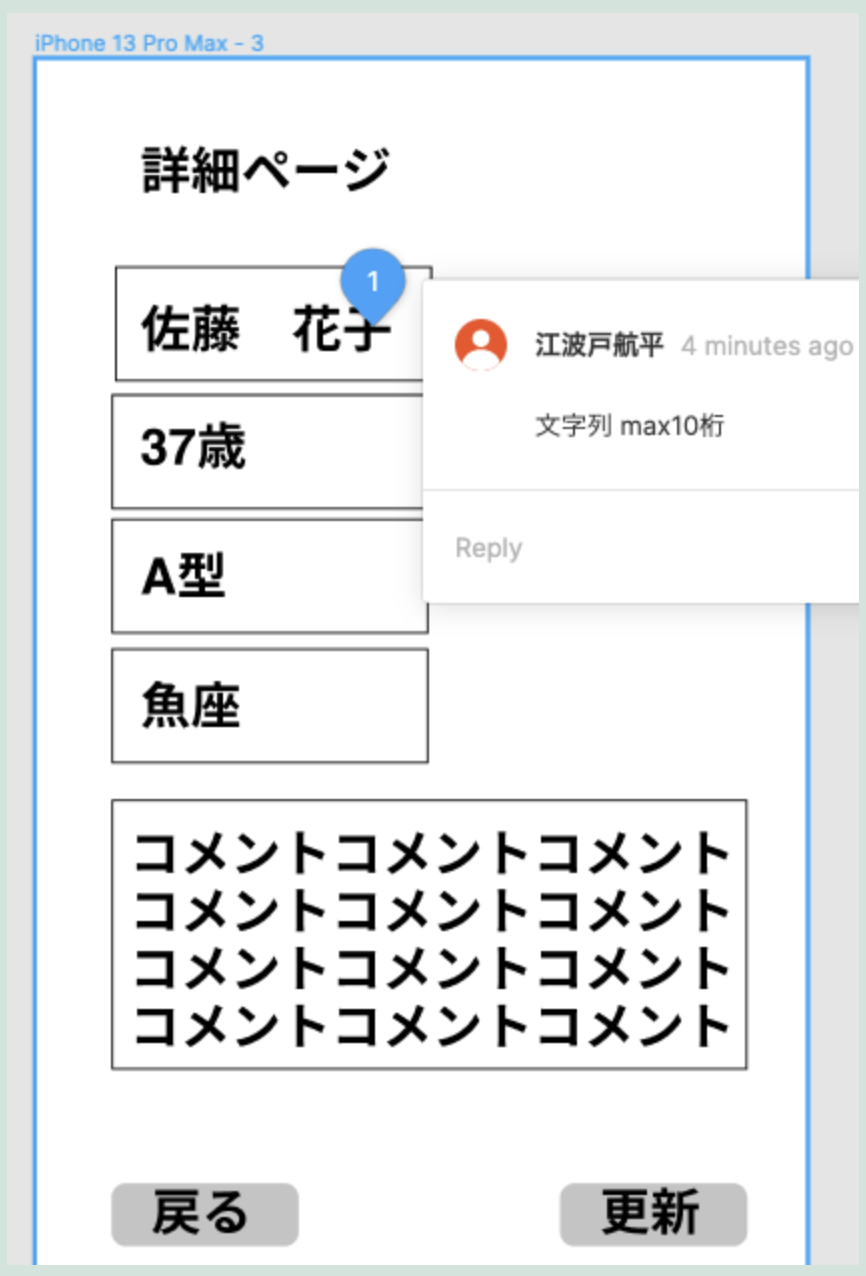 iPhone 13 Pro Max - 3
詳細ページ
1
佐藤　花子
江波戸航平 4 minutes ago
文字列 max10桁
37歳
Reply
A型
魚座
コメントコメントコメント
コメントコメントコメント
コメントコメントコメント
コメントコメントコメント
戻る
更新